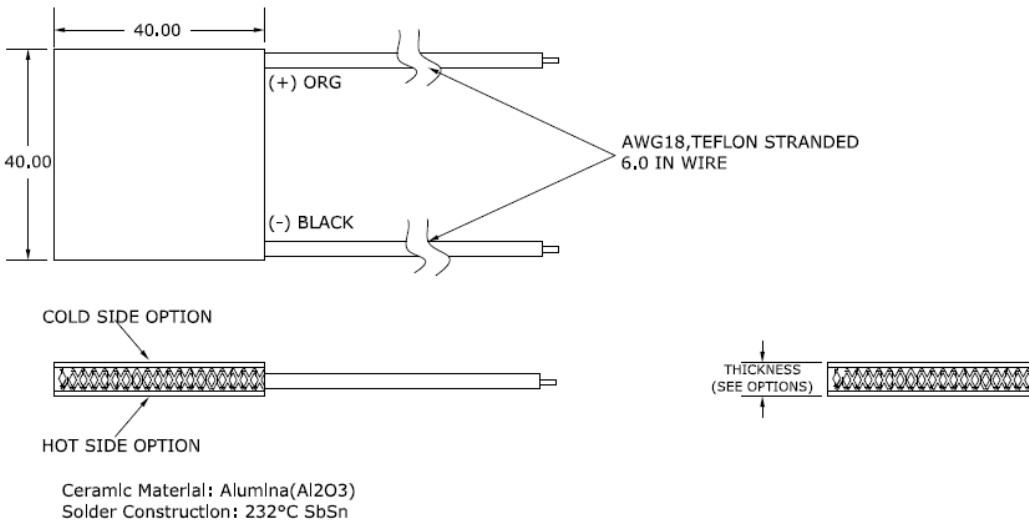 40.00
(+) ORG
40.00
AWG18,TEFLON STRANDED
6.0 IN WIRE
(-) BLACK
COLD SIDE OPTION
THICKNESS
(SEE OPTIONS)
HOT SIDE OPTION
Ceramic Material: Alumina(Al2O3)
Solder Construction: 232°C SbSn